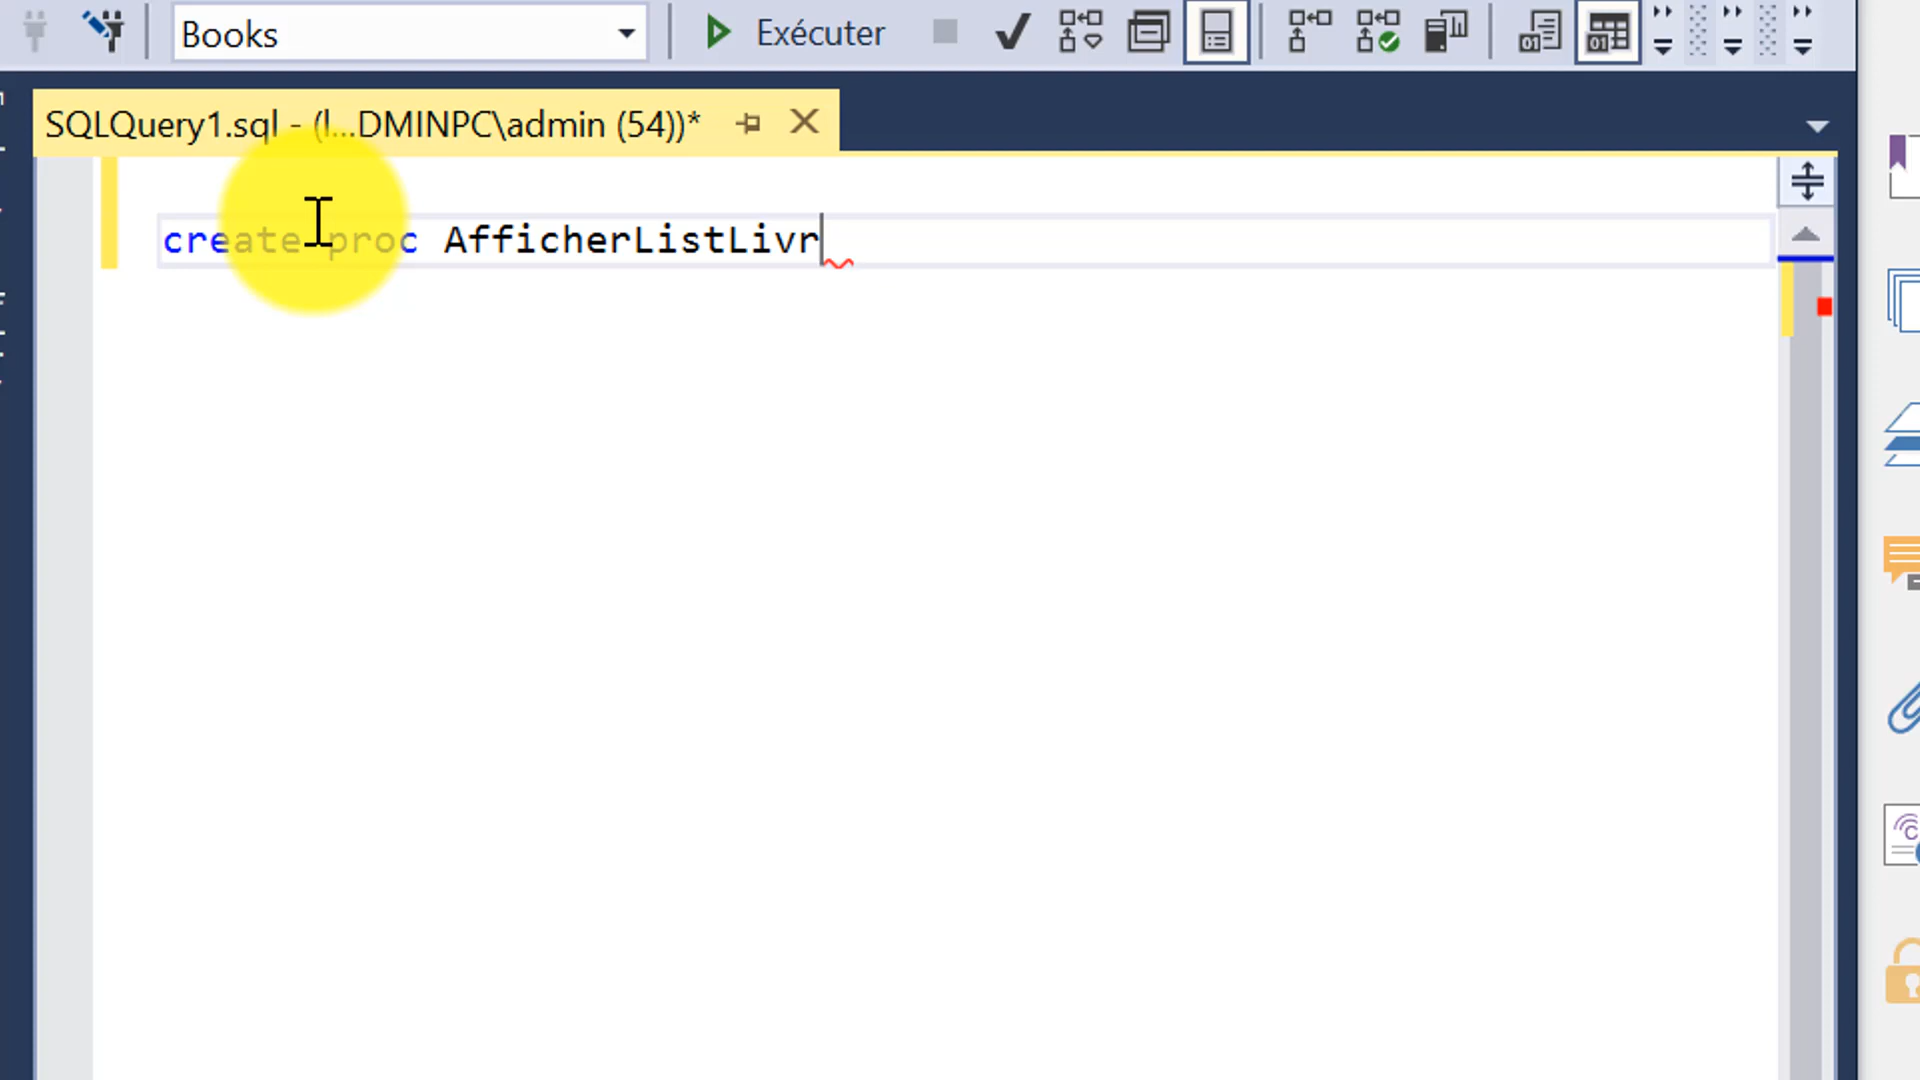 Books
Exécuter
SQLQuery1.sql - (l...DMINPC\admin (54))*
create proc AfficherListLivr